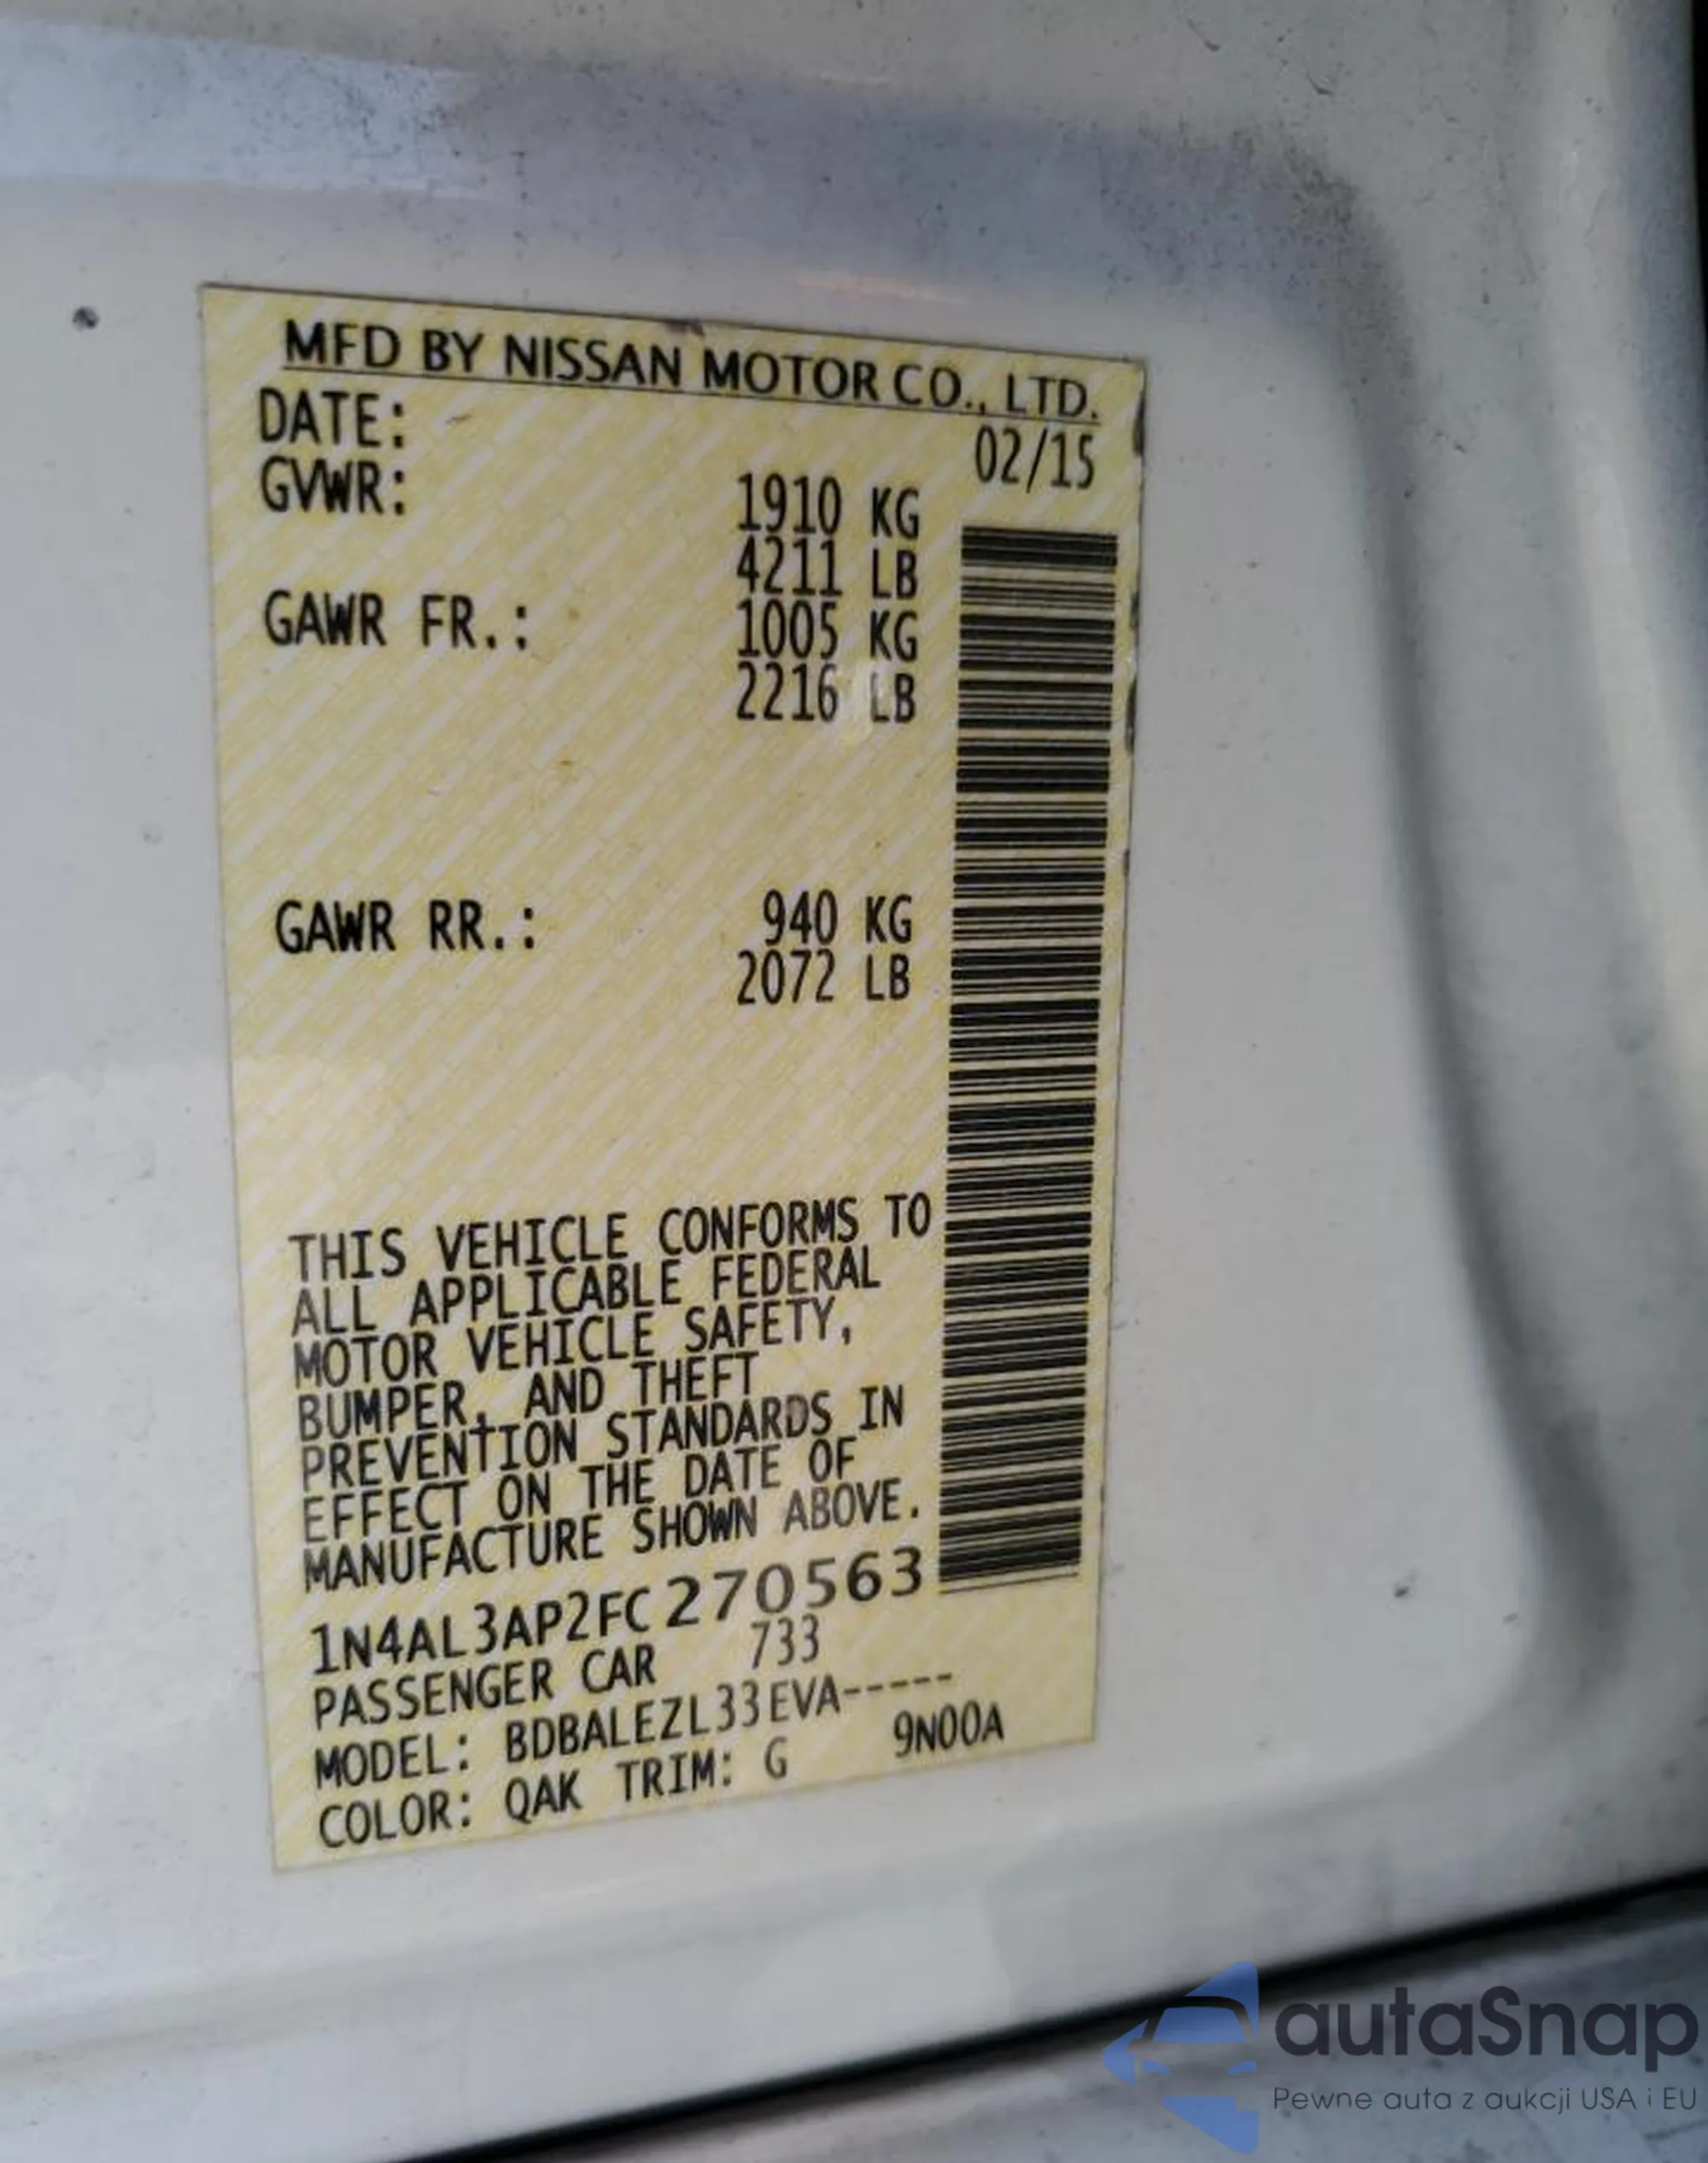 MFD BY NISSAN MOTOR CO., LTD.
DATE: 02/15
GVWR: 1910 KG
4211 LB
GAWR FR.: 1005 KG
2216 LB
GAWR RR.: 940 KG
2072 LB
THIS VEHICLE CONFORMS TO
ALL APPLICABLE FEDERAL
MOTOR VEHICLE SAFETY,
BUMPER, AND THEFT
PREVENTION STANDARDS IN
EFFECT ON THE DATE OF
MANUFACTURE SHOWN ABOVE.
1N4AL3AP2FC270563
PASSENGER CAR 733
MODEL: BDBALEZL33EVA-----
COLOR: QAK TRIM: G 9N00A
autaSnap
Pewne auta z aukcji USA i EU